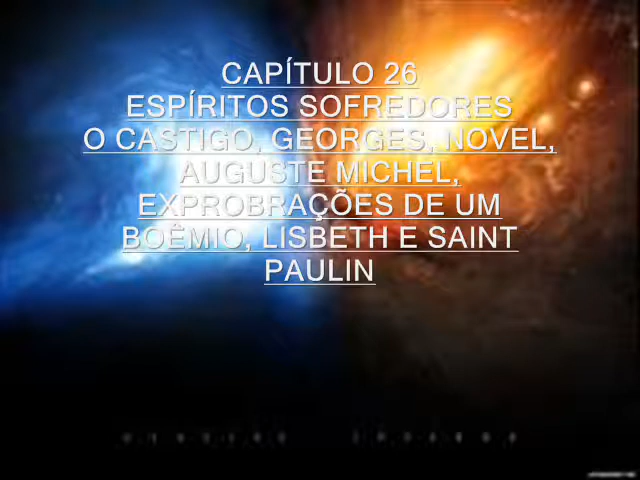 CAPÍTULO 26
ESPÍRITOS SOFREDORES
O CASTIGO, GEORGES, NOVEL,
AUGUSTE MICHEL,
EXPROBRAÇÕES DE UM
BOÊMIO, LISBETH E SAINT
PAULIN